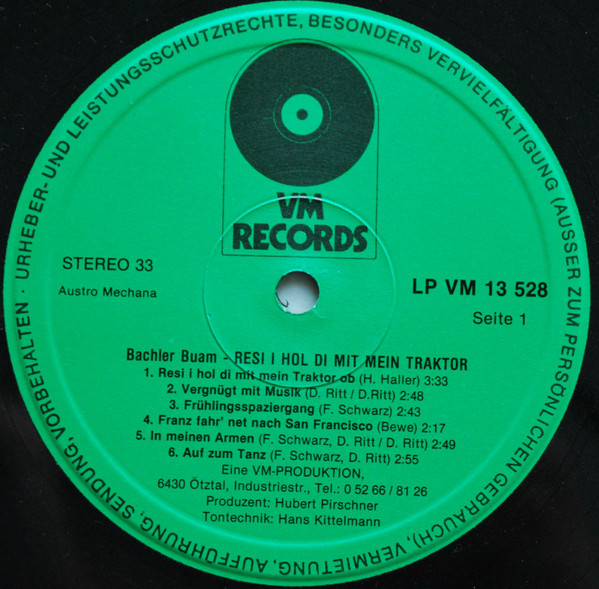 URHEBER- UND LEISTUNGSSCHUTZRECHTE, BESONDERS VERVIELFÄLTIGUNG (AUSSER ZUM PERSÖNLICHEN GEBRAUCH), VERMIETUNG, AUFFÜHRUNG, SENDUNG, VORBEHALTEN ·
VM
RECORDS
STEREO 33
Austro Mechana
LP VM 13 528
Seite 1
Bachler Buam - RESI I HOL DI MIT MEIN TRAKTOR
1. Resi i hol di mit mein Traktor ob (H. Haller) 3:33
2. Vergnügt mit Musik (D. Ritt / D.Ritt) 2:48
3. Frühlingsspaziergang (F. Schwarz) 2:43
4. Franz fahr' net nach San Francisco (Bewe) 2:17
5. In meinen Armen (F. Schwarz, D. Ritt / D. Ritt) 2:49
6. Auf zum Tanz (F. Schwarz, D. Ritt) 2:55
Eine VM-PRODUKTION,
6430 Ötztal, Industriestr., Tel.: 0 52 66 / 81 26
Produzent: Hubert Pirschner
Tontechnik: Hans Kittelmann